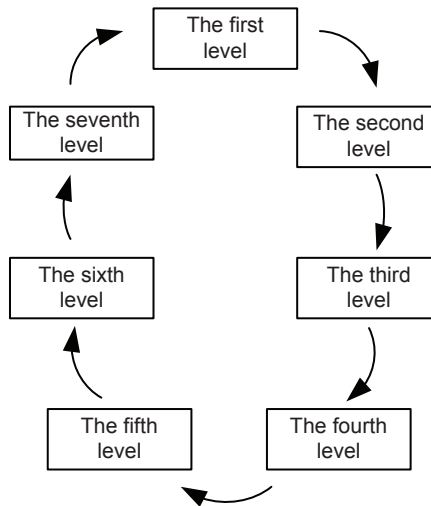 The first
level
The second
level
The third
level
The fourth
level
The fifth
level
The sixth
level
The seventh
level